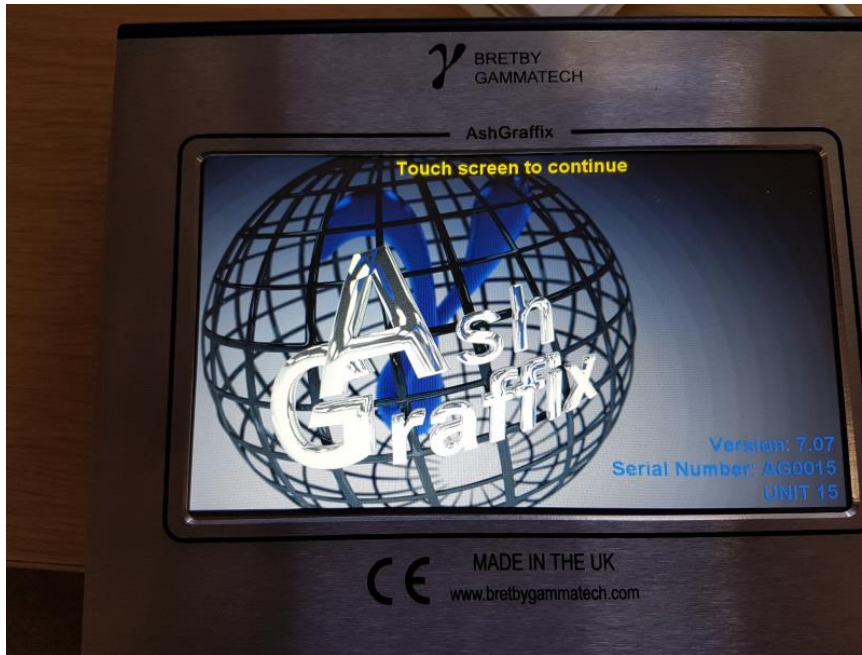 γ BRETBY
GAMMATECH
AshGraffix
Touch screen to continue
Ash
Graffix
Version: 7.07
Serial Number: AG0015
UNIT 15
CE MADE IN THE UK
www.bretbygammatech.com